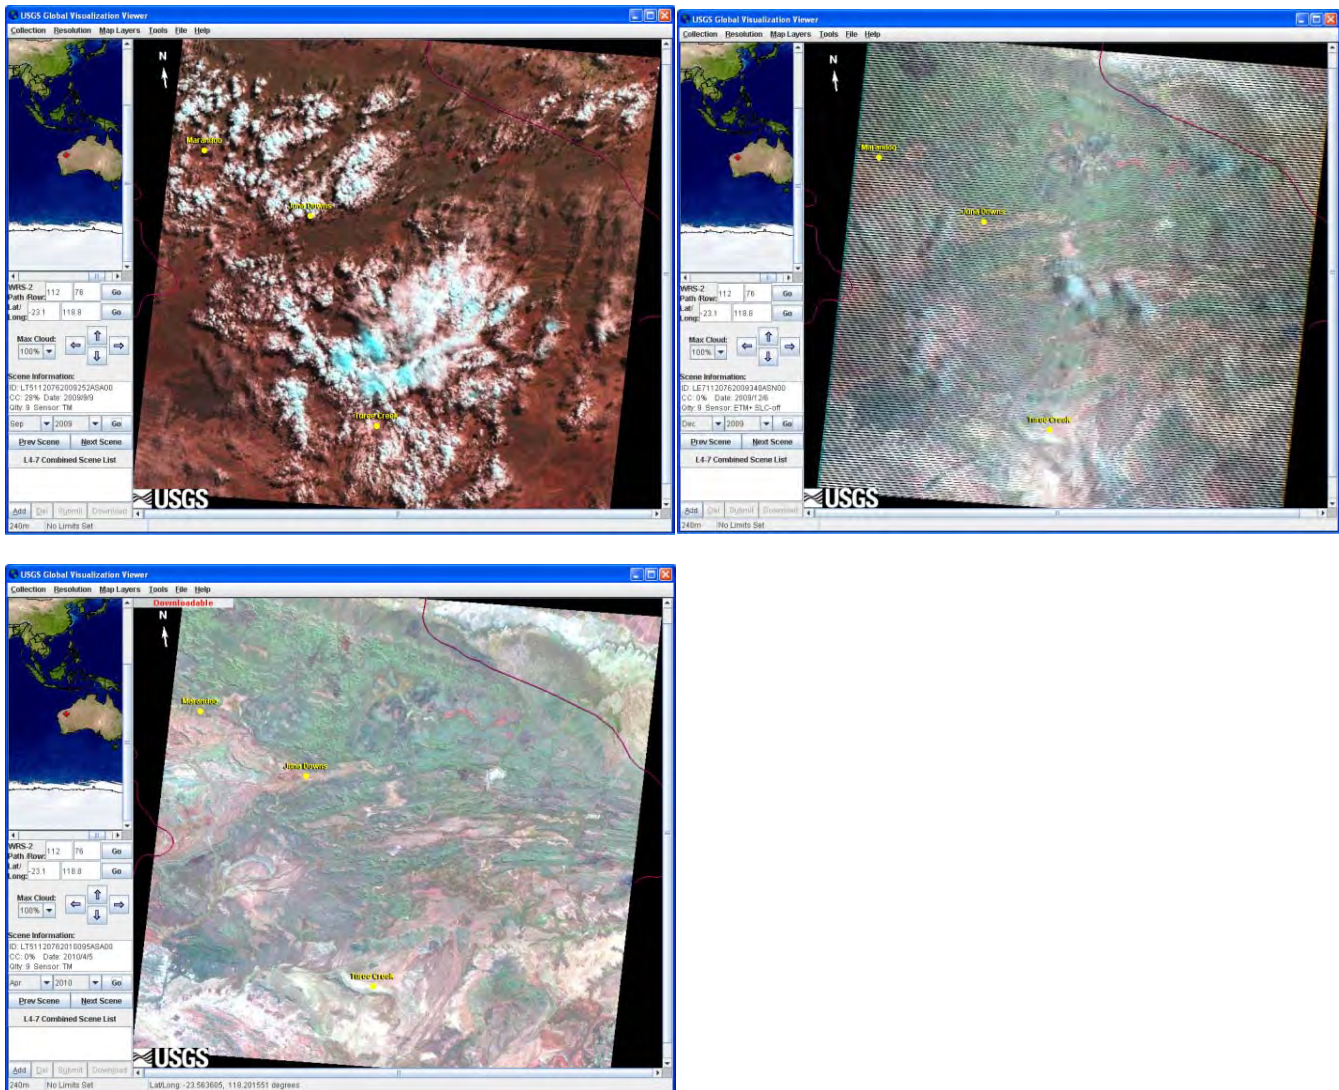 USGS Global Visualization Viewer
Collection Resolution Map Layers Tools File Help
N
Marandoo
Juna Downs
Turee Creek
WRS-2
Path /Row: 112 76 Go
Lat/
Long: -23.1 118.8 Go
Max Cloud:
100%
Scene Information:
ID: LT51120762009252ASA00
CC: 28% Date: 2009/9/9
Qlty: 9 Sensor: TM
Sep 2009 Go
Prev Scene Next Scene
L4-7 Combined Scene List
Add Del Submit Download
USGS
240m No Limits Set
USGS Global Visualization Viewer
Collection Resolution Map Layers Tools File Help
N
Marandoo
Juna Downs
Turee Creek
WRS-2
Path /Row: 112 76 Go
Lat/
Long: -23.1 118.8 Go
Max Cloud:
100%
Scene Information:
ID: LE71120762009340ASN00
CC: 0% Date: 2009/12/6
Qlty: 9 Sensor: ETM+ SLC-off
Dec 2009 Go
Prev Scene Next Scene
L4-7 Combined Scene List
Add Del Submit Download
USGS
240m No Limits Set
USGS Global Visualization Viewer
Collection Resolution Map Layers Tools File Help
Downloadable
N
Marandoo
Juna Downs
Turee Creek
WRS-2
Path /Row: 112 76 Go
Lat/
Long: -23.1 118.8 Go
Max Cloud:
100%
Scene Information:
ID: LT51120762010095ASA00
CC: 0% Date: 2010/4/5
Qlty: 9 Sensor: TM
Apr 2010 Go
Prev Scene Next Scene
L4-7 Combined Scene List
Add Del Submit Download
USGS
240m No Limits Set Lat/Long: -23.563605, 118.201551 degrees